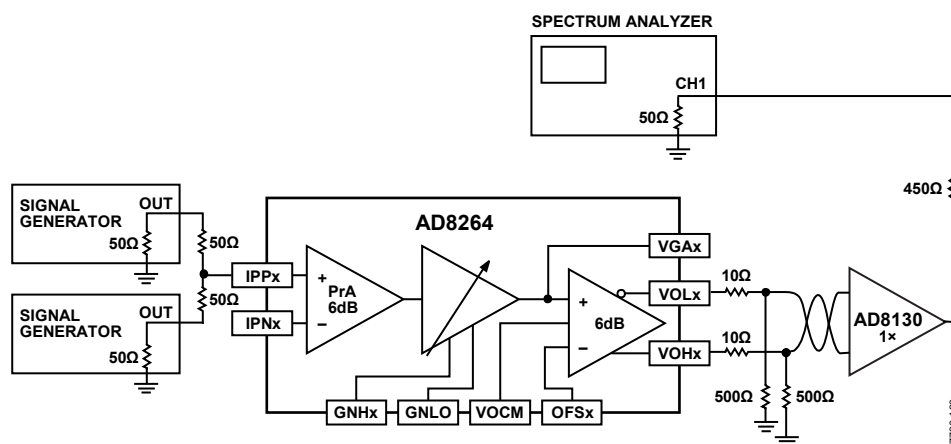 SPECTRUM ANALYZER
CH1
50Ω
450Ω
SIGNAL
GENERATOR
OUT
50Ω
50Ω
50Ω
SIGNAL
GENERATOR
OUT
50Ω
AD8264
IPPx
IPNx
+
PrA
6dB
−
+
6dB
−
VGAx
VOLx
VOHx
10Ω
10Ω
AD8130
1×
500Ω
500Ω
GNHx
GNLO
VOCM
OFSx